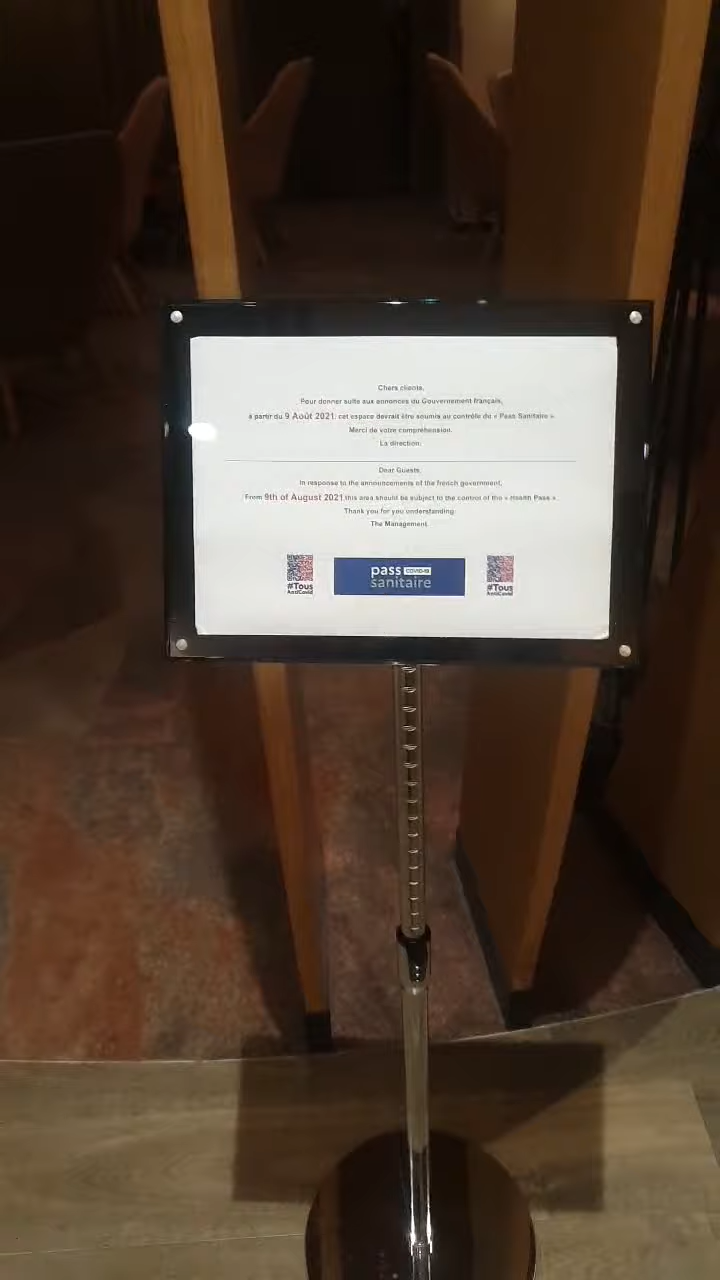 Chers clients,
Pour donner suite aux annonces du Gouvernement français,
à partir du 9 Août 2021, cet espace devrait être soumis au contrôle du « Pass Sanitaire ».
Merci de votre compréhension.
La direction.
Dear Guests,
In response to the announcements of the french government,
From 9th of August 2021 this area should be subject to the control of the « Health Pass ».
Thank you for you understanding.
The Management.
pass COVID-19
sanitaire
#Tous
AntiCovid
#Tous
AntiCovid